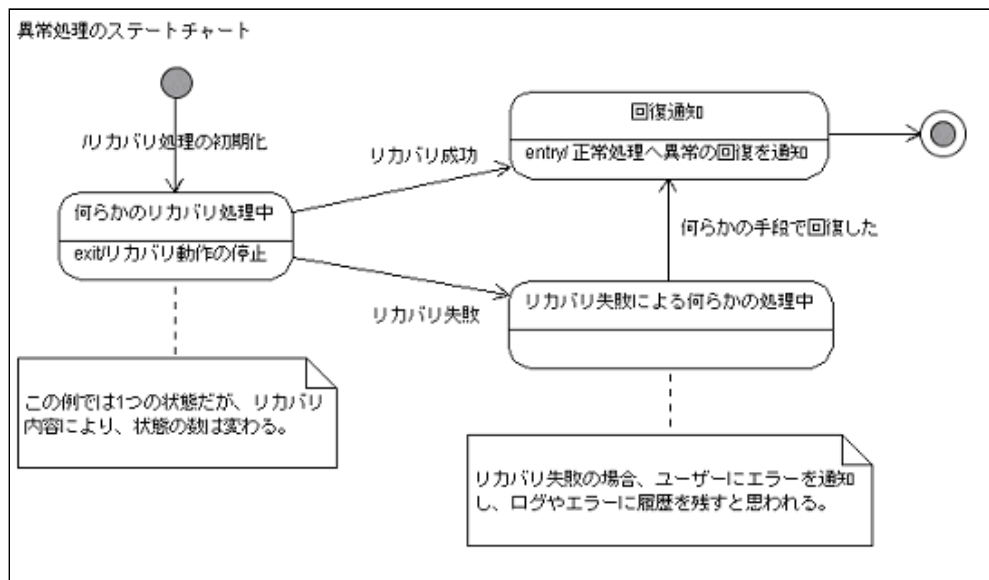 異常処理のステートチャート
/リカバリ処理の初期化
回復通知
entry/ 正常処理へ異常の回復を通知
リカバリ成功
何らかのリカバリ処理中
exit/リカバリ動作の停止
何らかの手段で回復した
リカバリ失敗
リカバリ失敗による何らかの処理中
この例では1つの状態だが、リカバリ
内容により、状態の数は変わる。
リカバリ失敗の場合、ユーザーにエラーを通知
し、ログやエラーに履歴を残すと思われる。